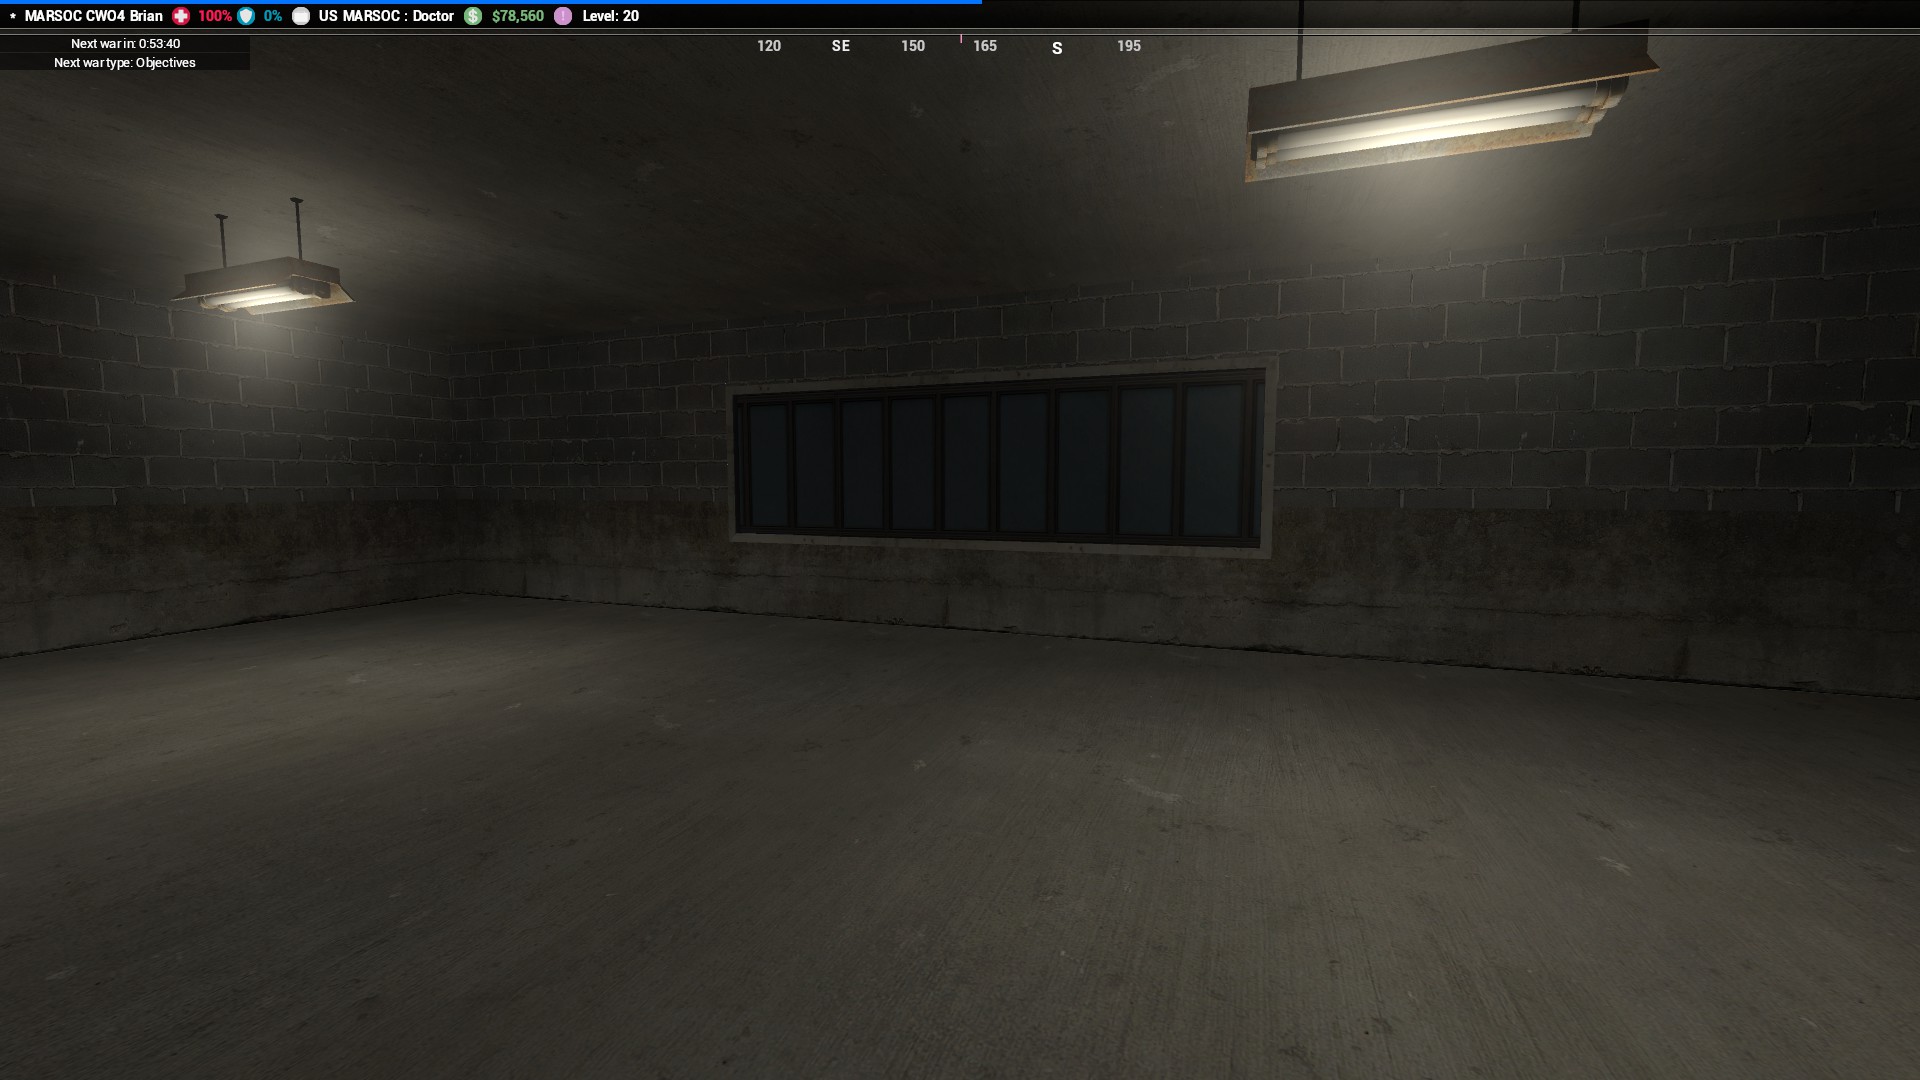 * MARSOC CWO4 Brian 100% 0% US MARSOC : Doctor $ $78,560 Level: 20
Next war in: 0:53:40
Next war type: Objectives
120 SE 150 165 S 195